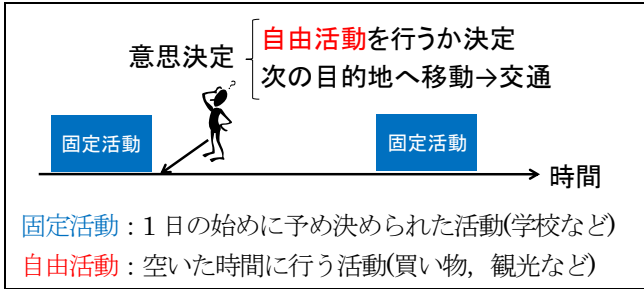 自由活動を行うか決定
意思決定
次の目的地へ移動→交通
?
固定活動
固定活動
時間
固定活動：1日の始めに予め決められた活動(学校など)
自由活動：空いた時間に行う活動(買い物，観光など)